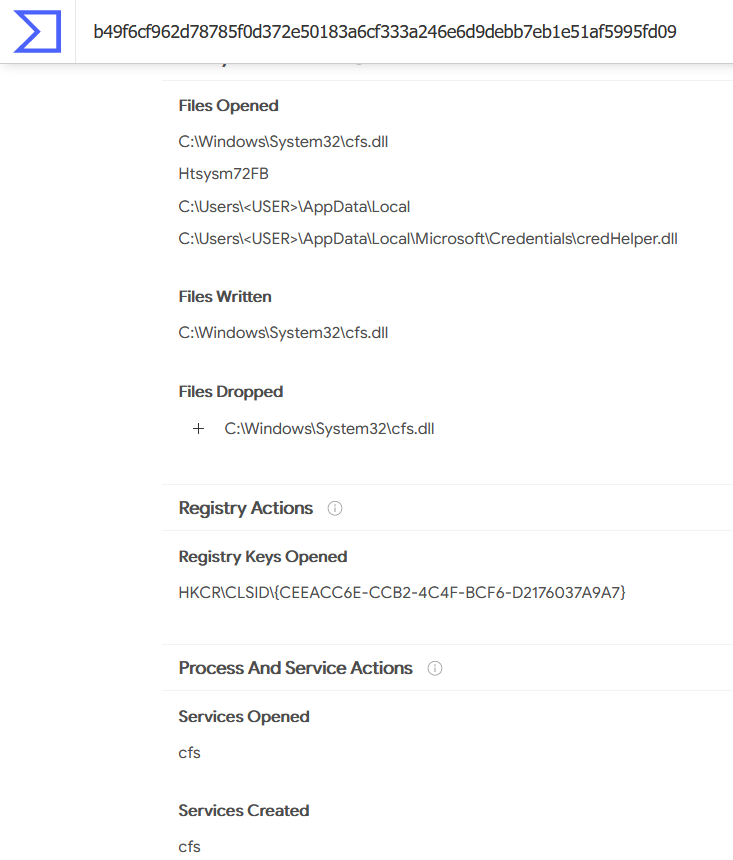 b49f6cf962d78785f0d372e50183a6cf333a246e6d9debb7eb1e51af5995fd09
Files Opened
C:\Windows\System32\cfs.dll
Htsysm72FB
C:\Users\<USER>\AppData\Local
C:\Users\<USER>\AppData\Local\Microsoft\Credentials\credHelper.dll
Files Written
C:\Windows\System32\cfs.dll
Files Dropped
+ C:\Windows\System32\cfs.dll
Registry Actions
Registry Keys Opened
HKCR\CLSID\{CEEACC6E-CCB2-4C4F-BCF6-D2176037A9A7}
Process And Service Actions
Services Opened
cfs
Services Created
cfs